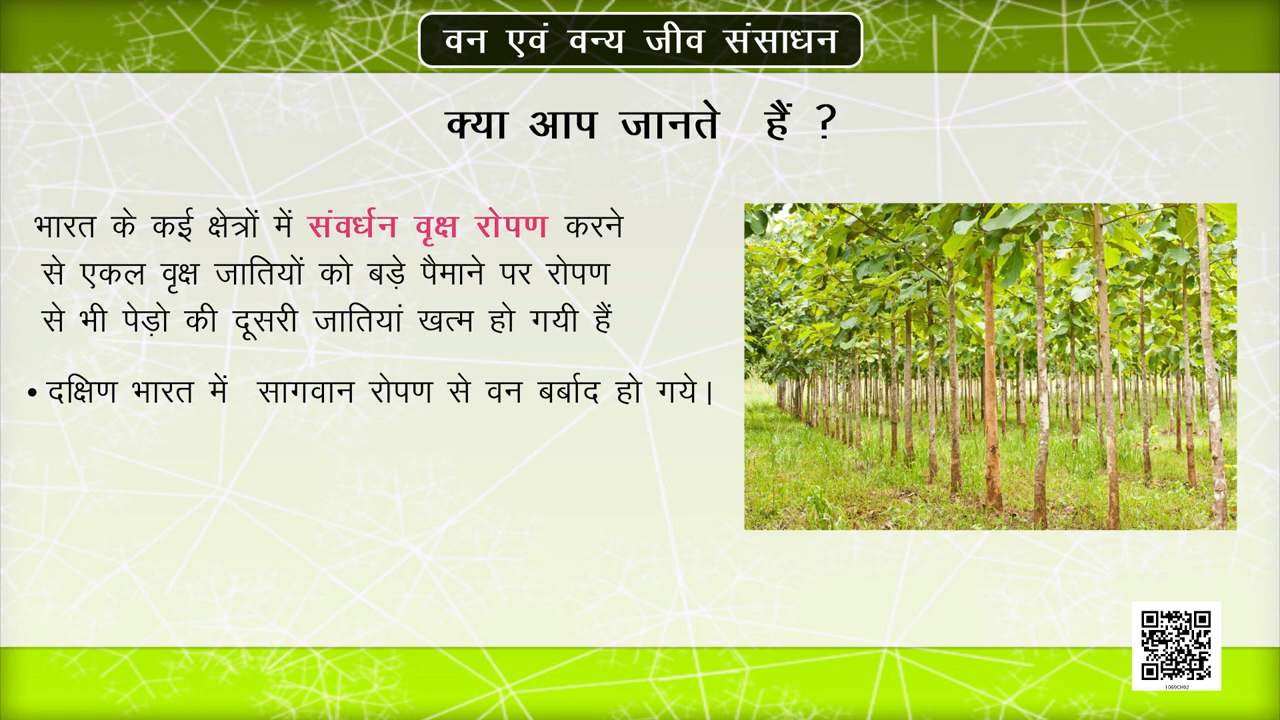 वन एवं वन्य जीव संसाधन
क्या आप जानते हैं ?
भारत के कई क्षेत्रों में संवर्धन वृक्ष रोपण करने
से एकल वृक्ष जातियों को बड़े पैमाने पर रोपण
से भी पेड़ो की दूसरी जातियां खत्म हो गयी हैं
• दक्षिण भारत में सागवान रोपण से वन बर्बाद हो गये।
1069CH02